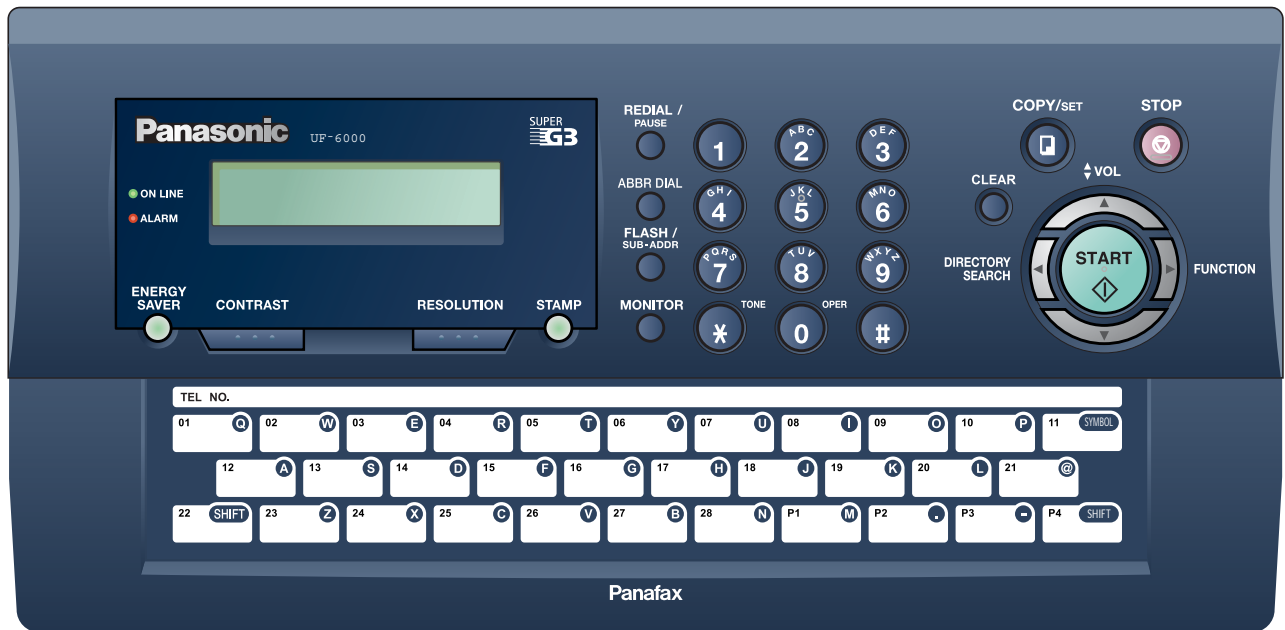 Panasonic UF-6000
SUPER G3
ON LINE
ALARM
ENERGY SAVER
CONTRAST
RESOLUTION
STAMP
REDIAL / PAUSE
ABBR DIAL
FLASH / SUB-ADDR
MONITOR
1
ABC 2
DEF 3
GHI 4
JKL 5
MNO 6
PQRS 7
TUV 8
WXYZ 9
* TONE
0 OPER
#
COPY/SET
STOP
CLEAR
VOL
DIRECTORY SEARCH
START
FUNCTION
TEL NO.
01 Q 02 W 03 E 04 R 05 T 06 Y 07 U 08 I 09 O 10 P 11 SYMBOL
12 A 13 S 14 D 15 F 16 G 17 H 18 J 19 K 20 L 21 @
22 SHIFT 23 Z 24 X 25 C 26 V 27 B 28 N P1 M P2 . P3 - P4 SHIFT
Panafax